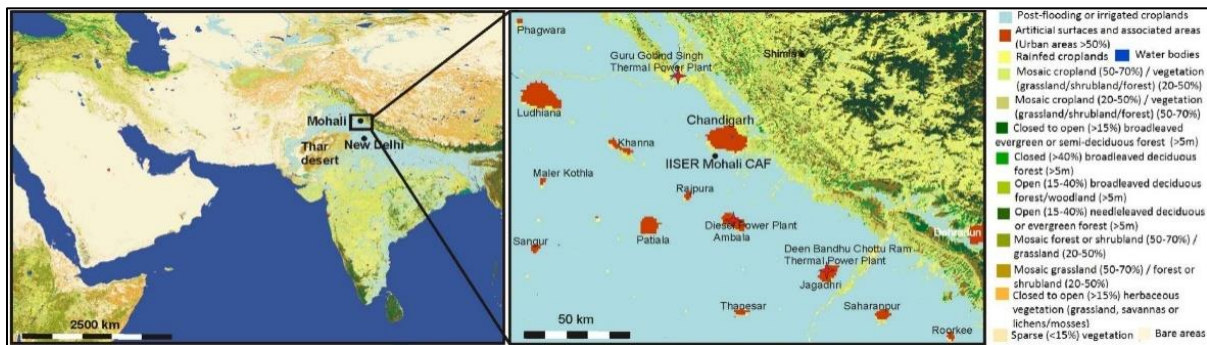 Mohali
New Delhi
Thar
desert
2500 km
Phagwara
Guru Gobind Singh
Thermal Power Plant
Shimla
Ludhiana
Chandigarh
Khanna
IISER Mohali CAF
Maler Kothla
Rajpura
Patiala
Diesel Power Plant
Ambala
Sangur
Dehradun
Deen Bandhu Chottu Ram
Thermal Power Plant
Jagadhri
Thagesar
Saharanpur
Roorkee
50 km
Post-flooding or irrigated croplands
Artificial surfaces and associated areas
(Urban areas >50%)
Rainfed croplands Water bodies
Mosaic cropland (50-70%) / vegetation
(grassland/shrubland/forest) (20-50%)
Mosaic cropland (20-50%) / vegetation
(grassland/shrubland/forest) (50-70%)
Closed to open (>15%) broadleaved
evergreen or semi-deciduous forest (>5m)
Closed (>40%) broadleaved deciduous
forest (>5m)
Open (15-40%) broadleaved deciduous
forest/woodland (>5m)
Open (15-40%) needleleaved deciduous
or evergreen forest (>5m)
Mosaic forest or shrubland (50-70%) /
grassland (20-50%)
Mosaic grassland (50-70%) / forest or
shrubland (20-50%)
Closed to open (>15%) herbaceous
vegetation (grassland, savannas or
lichens/mosses)
Sparse (<15%) vegetation Bare areas